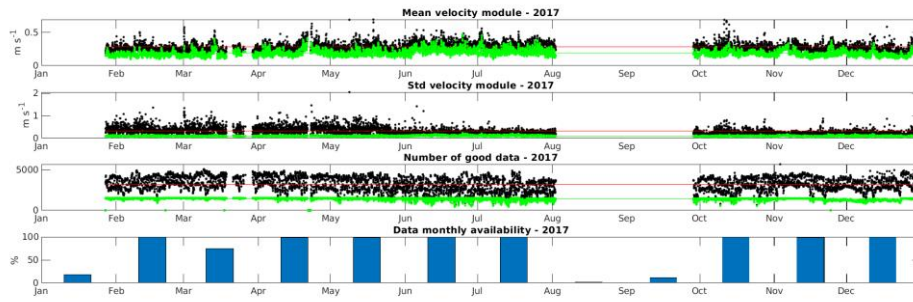 Mean velocity module - 2017
0.5
m s-1
0
Jan Feb Mar Apr May Jun Jul Aug Sep Oct Nov Dec
Std velocity module - 2017
2
m s-1
1
0
Jan Feb Mar Apr May Jun Jul Aug Sep Oct Nov Dec
Number of good data - 2017
5000
0
Jan Feb Mar Apr May Jun Jul Aug Sep Oct Nov Dec
Data monthly availability - 2017
100
% 50
0
Jan Feb Mar Apr May Jun Jul Aug Sep Oct Nov Dec